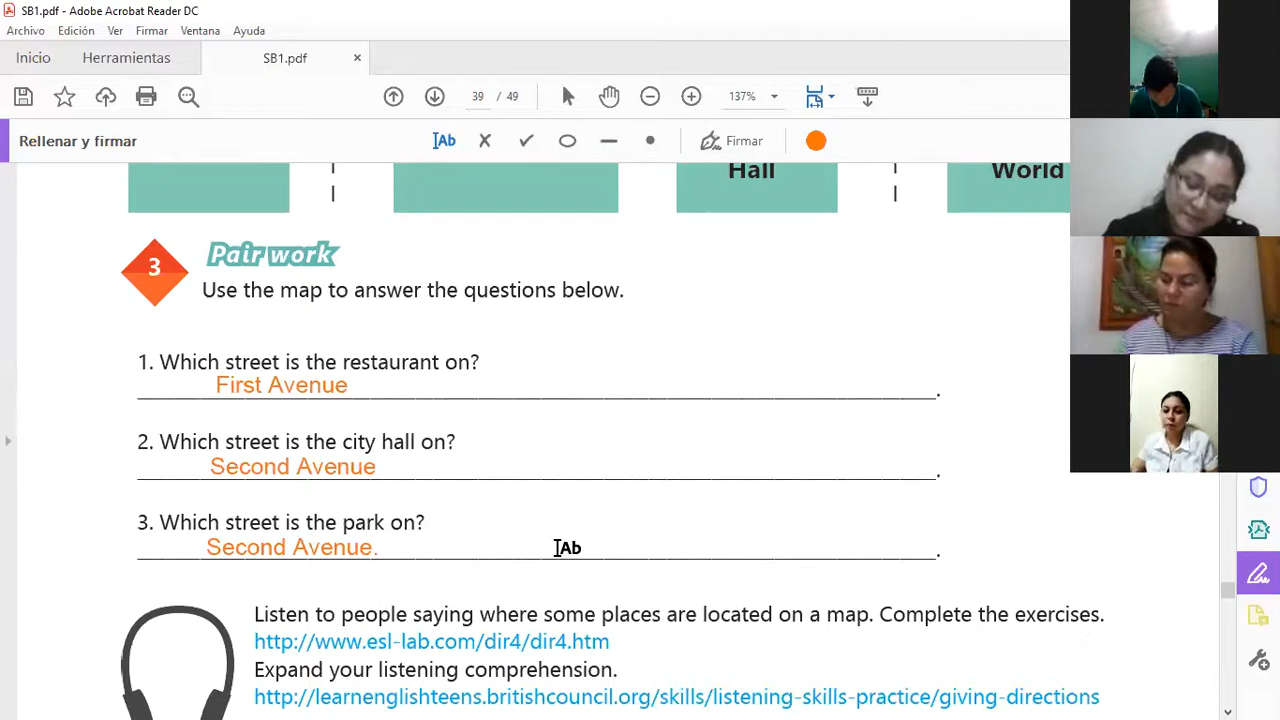 SB1.pdf - Adobe Acrobat Reader DC
Archivo Edición Ver Firmar Ventana Ayuda
Inicio Herramientas SB1.pdf ×
39 / 49 137%
Rellenar y firmar
Ab Firmar
Hall World
3 Pair work
Use the map to answer the questions below.
1. Which street is the restaurant on?
First Avenue
2. Which street is the city hall on?
Second Avenue
3. Which street is the park on?
Second Avenue.
Ab
Listen to people saying where some places are located on a map. Complete the exercises.
http://www.esl-lab.com/dir4/dir4.htm
Expand your listening comprehension.
http://learnenglishteens.britishcouncil.org/skills/listening-skills-practice/giving-directions